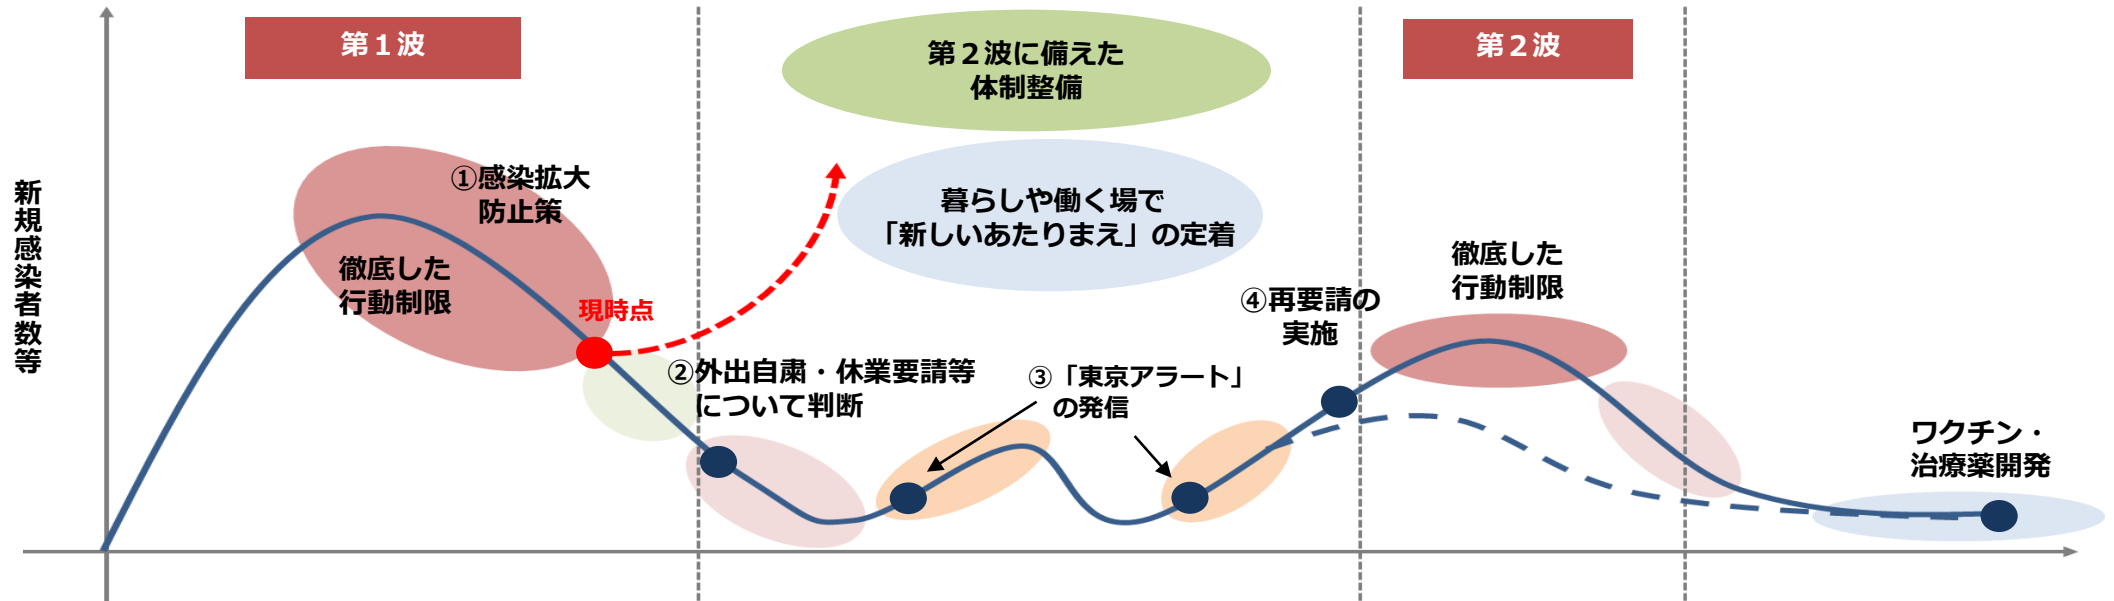 第１波
第２波に備えた
体制整備
第２波
新規感染者数等
①感染拡大
防止策
暮らしや働く場で
「新しいあたりまえ」の定着
徹底した
行動制限
現時点
④再要請の
実施
徹底した
行動制限
②外出自粛・休業要請等
について判断
③「東京アラート」
の発信
ワクチン・
治療薬開発